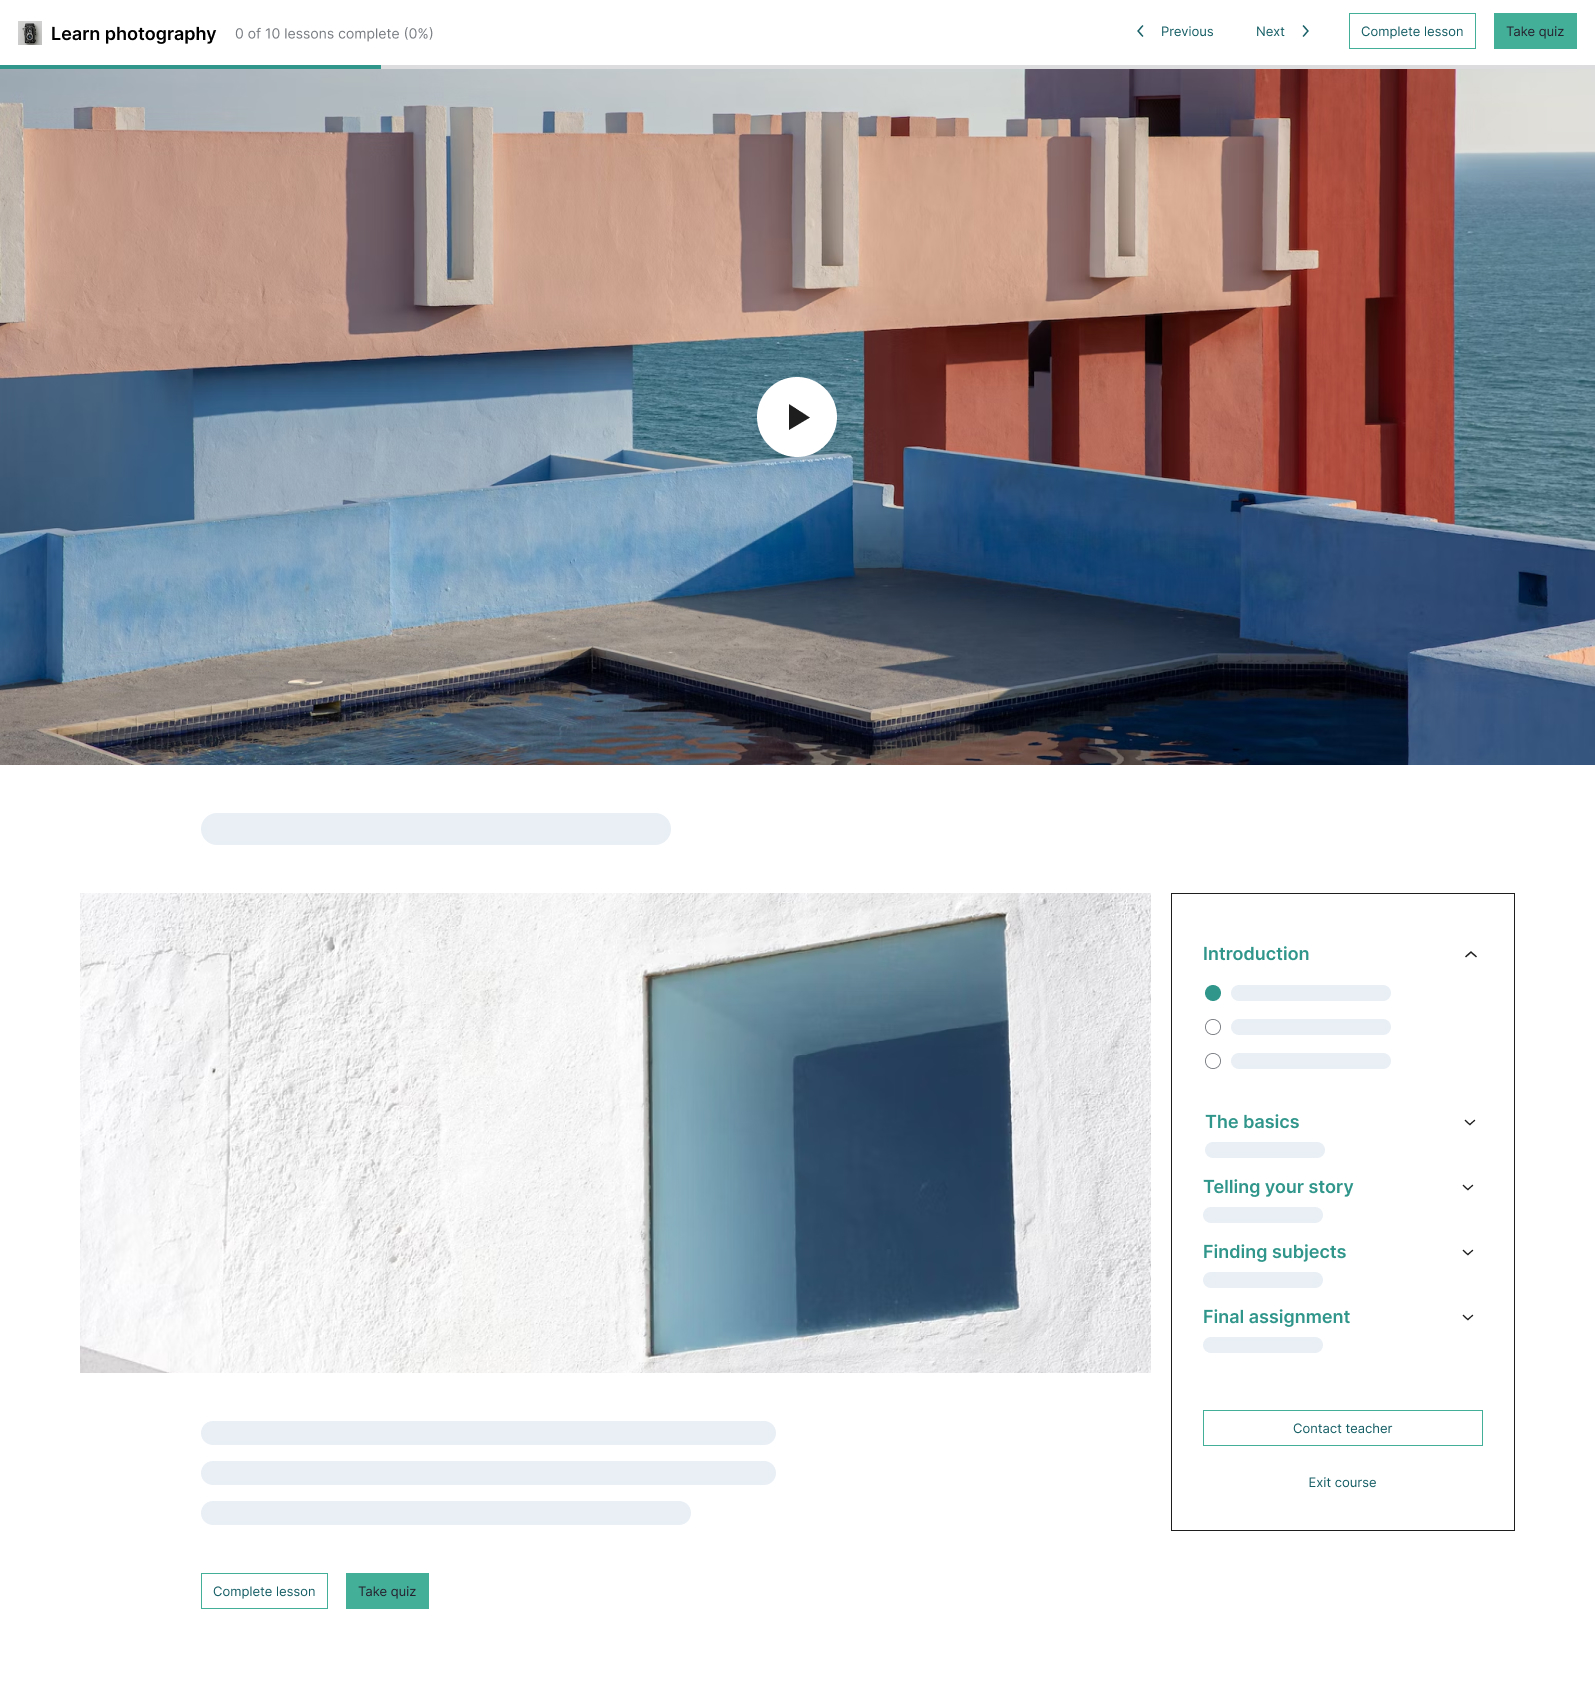 Learn photography
0 of 10 lessons complete (0%)
Previous
Next
Complete lesson
Take quiz
Introduction
The basics
Telling your story
Finding subjects
Final assignment
Contact teacher
Exit course
Complete lesson
Take quiz